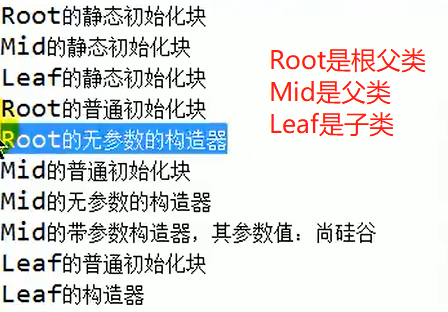 Root的静态初始化块
Mid的静态初始化块
Leaf的静态初始化块
Root的普通初始化块
Root的无参数的构造器
Mid的普通初始化块
Mid的无参数的构造器
Mid的带参数构造器，其参数值：尚硅谷
Leaf的普通初始化块
Leaf的构造器
Root是根父类
Mid是父类
Leaf是子类